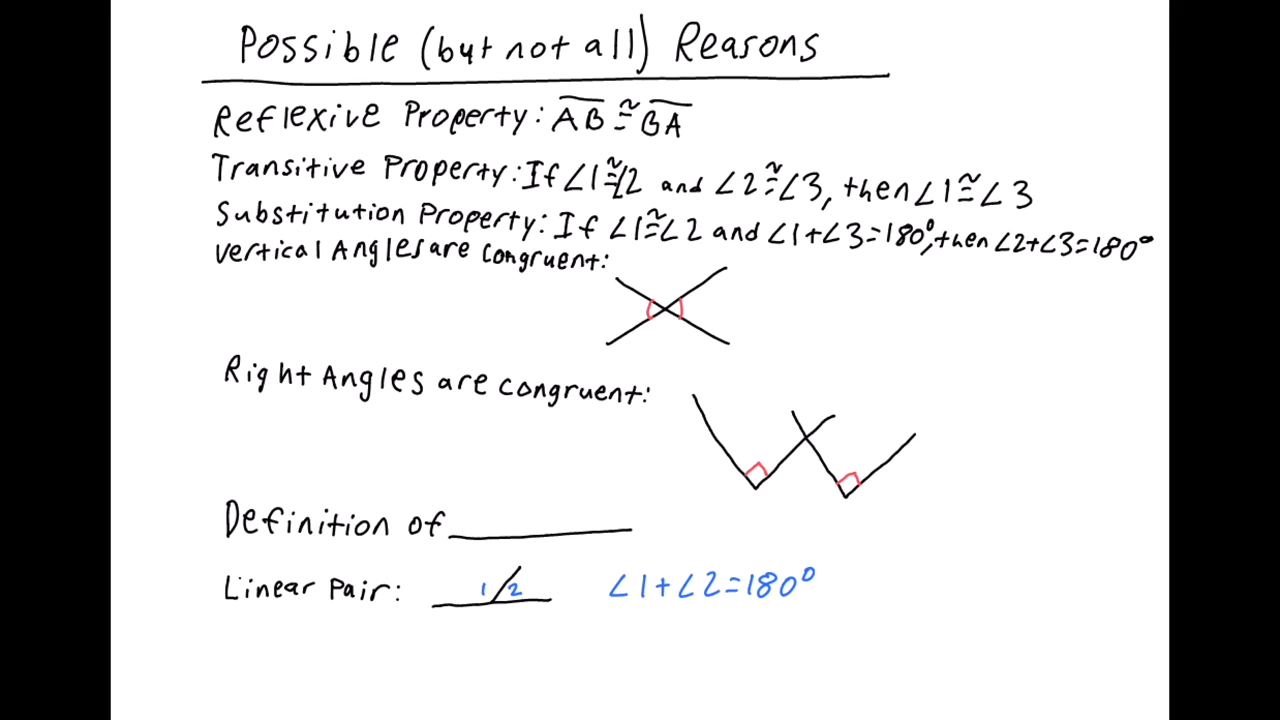 Possible (but not all) Reasons
Reflexive Property: AB ≅ BA
Transitive Property: If ∠1≅∠2 and ∠2≅∠3, then ∠1≅∠3
Substitution Property: If ∠1≅∠2 and ∠1+∠3=180°, then ∠2+∠3=180°
Vertical Angles are congruent:
Right Angles are congruent:
Definition of ________
Linear Pair: 1 2 ∠1+∠2=180°